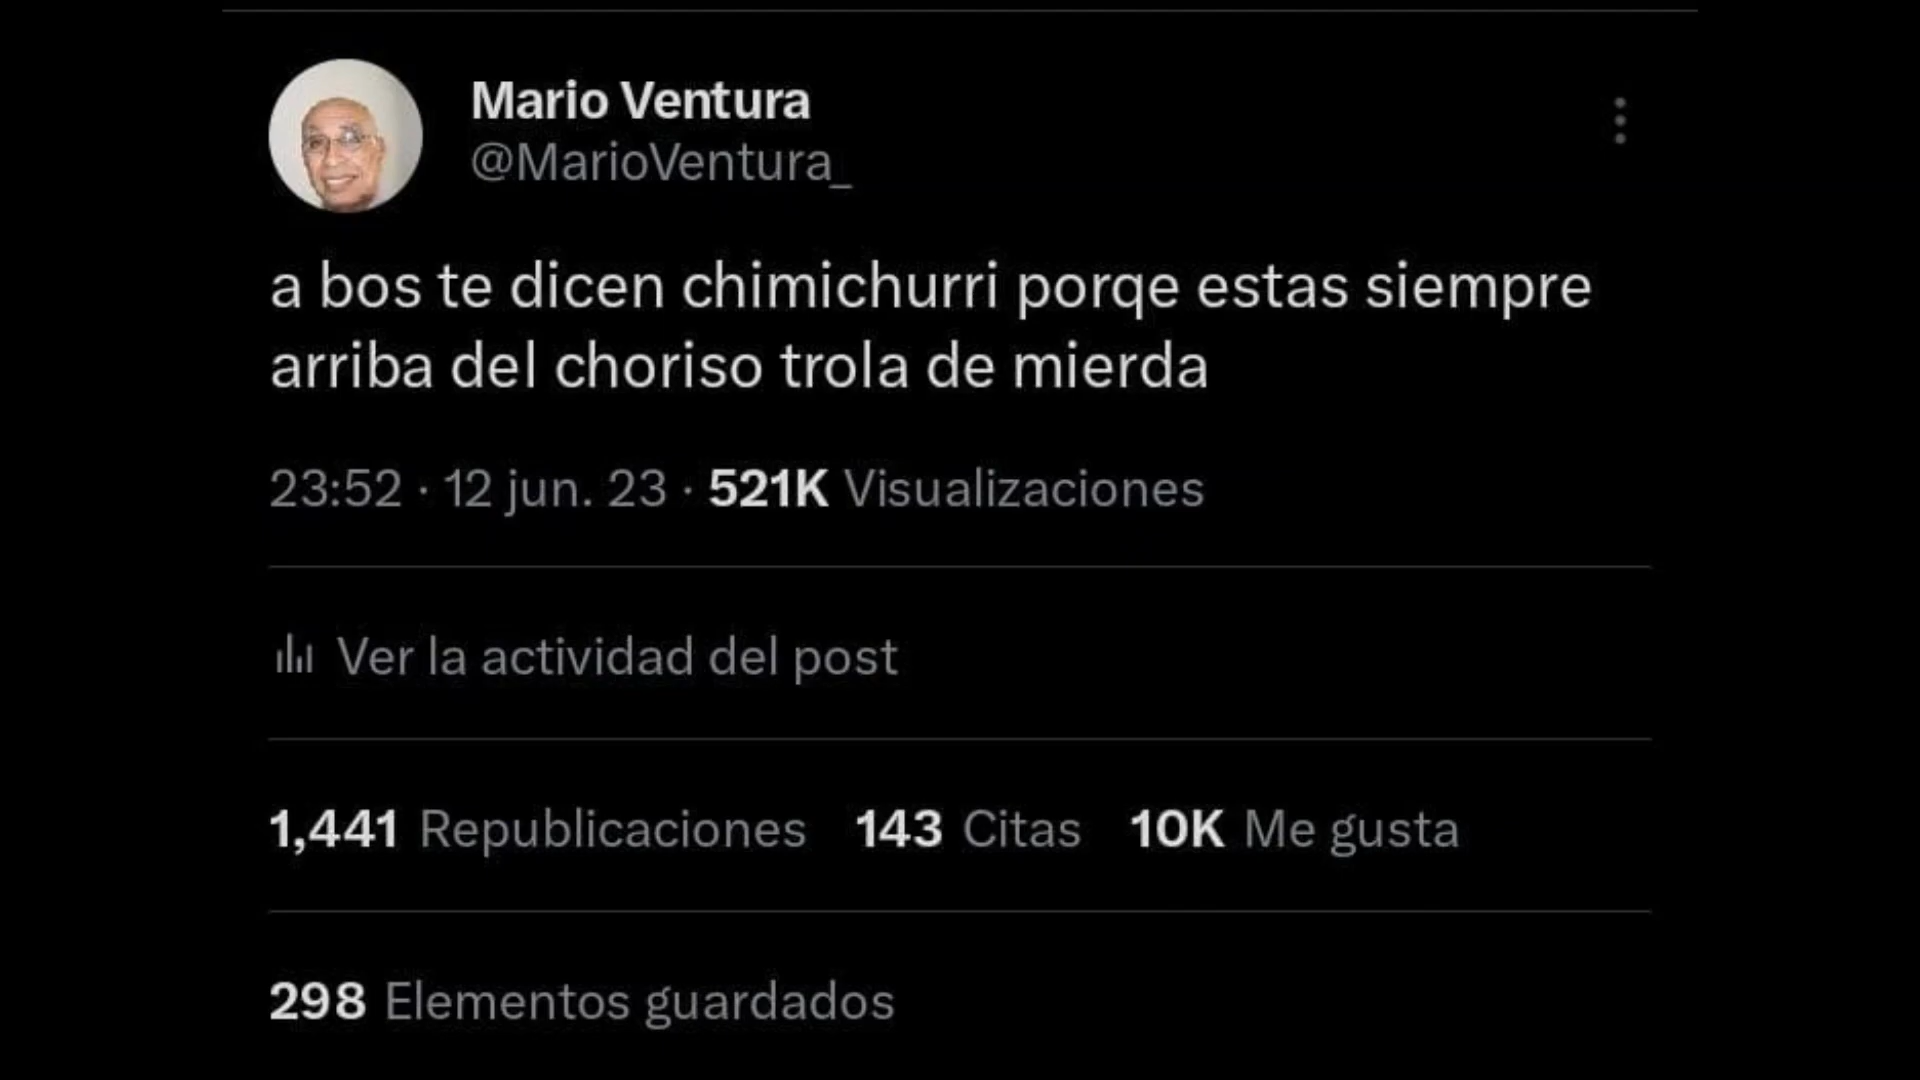 Mario Ventura
@MarioVentura_
a bos te dicen chimichurri porqe estas siempre
arriba del choriso trola de mierda
23:52 · 12 jun. 23 · 521K Visualizaciones
Ver la actividad del post
1,441 Republicaciones 143 Citas 10K Me gusta
298 Elementos guardados